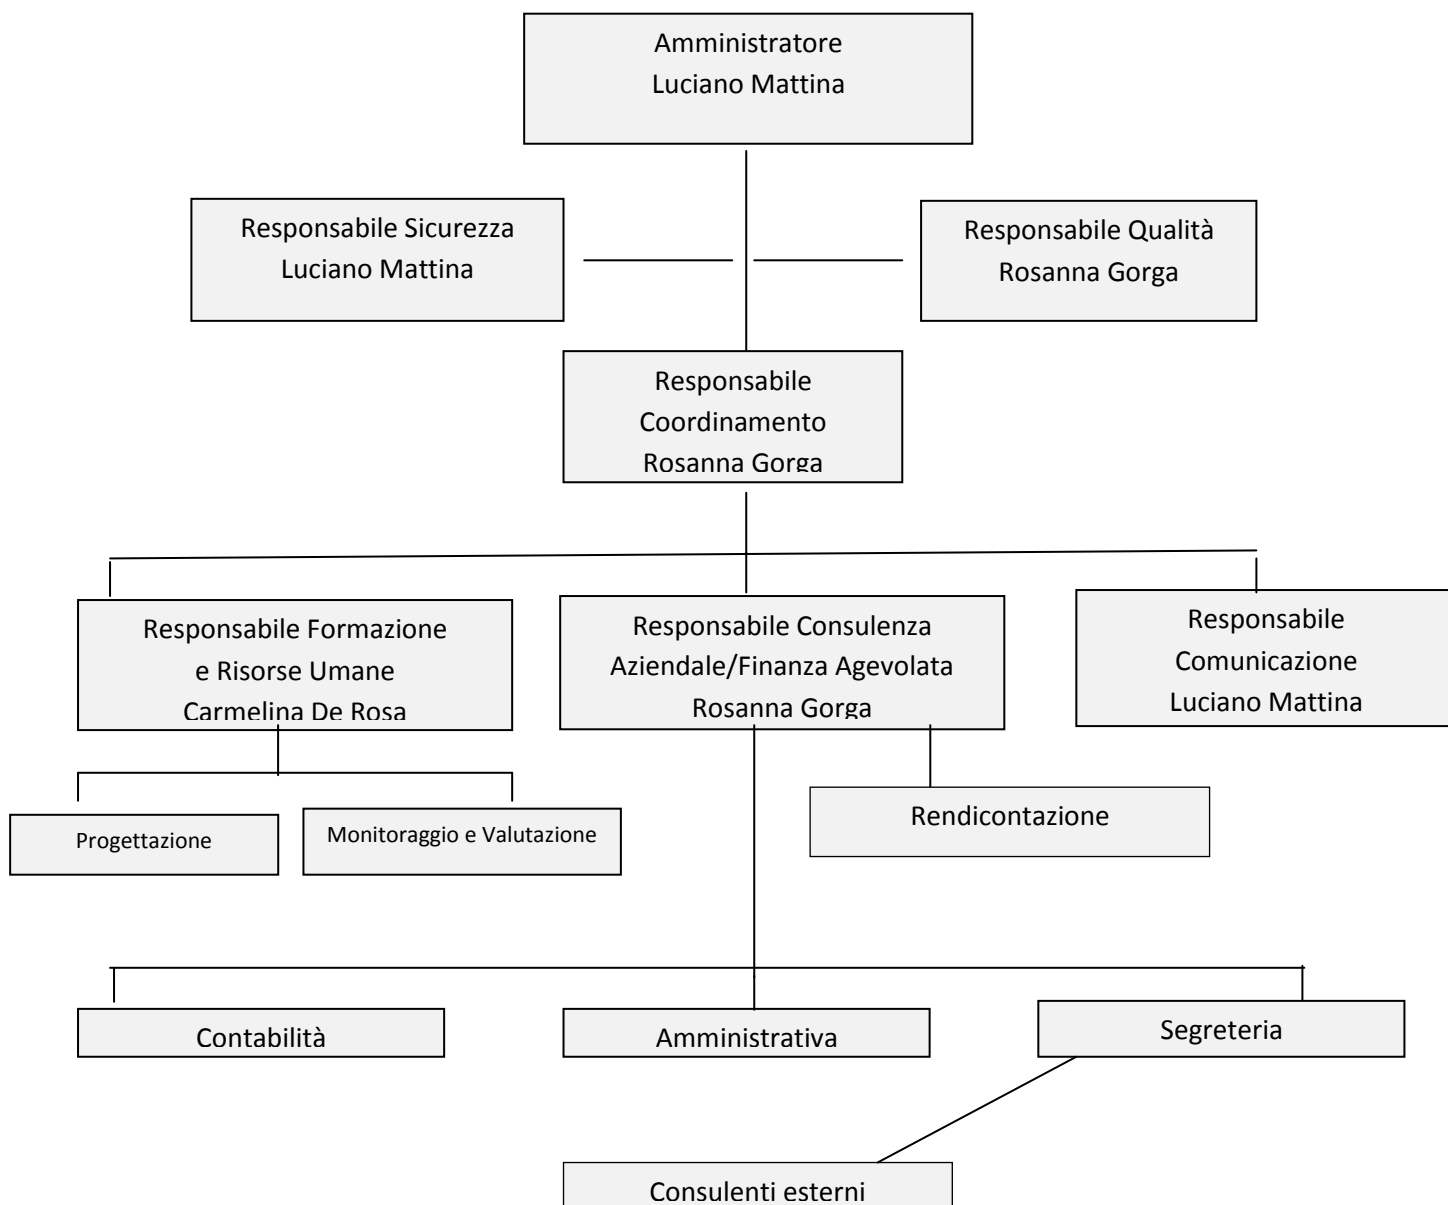 Amministratore
Luciano Mattina
Responsabile Sicurezza
Luciano Mattina
Responsabile Qualità
Rosanna Gorga
Responsabile
Coordinamento
Rosanna Gorga
Responsabile Formazione
e Risorse Umane
Carmelina De Rosa
Responsabile Consulenza
Aziendale/Finanza Agevolata
Rosanna Gorga
Responsabile
Comunicazione
Luciano Mattina
Progettazione
Monitoraggio e Valutazione
Rendicontazione
Contabilità
Amministrativa
Segreteria
Consulenti esterni